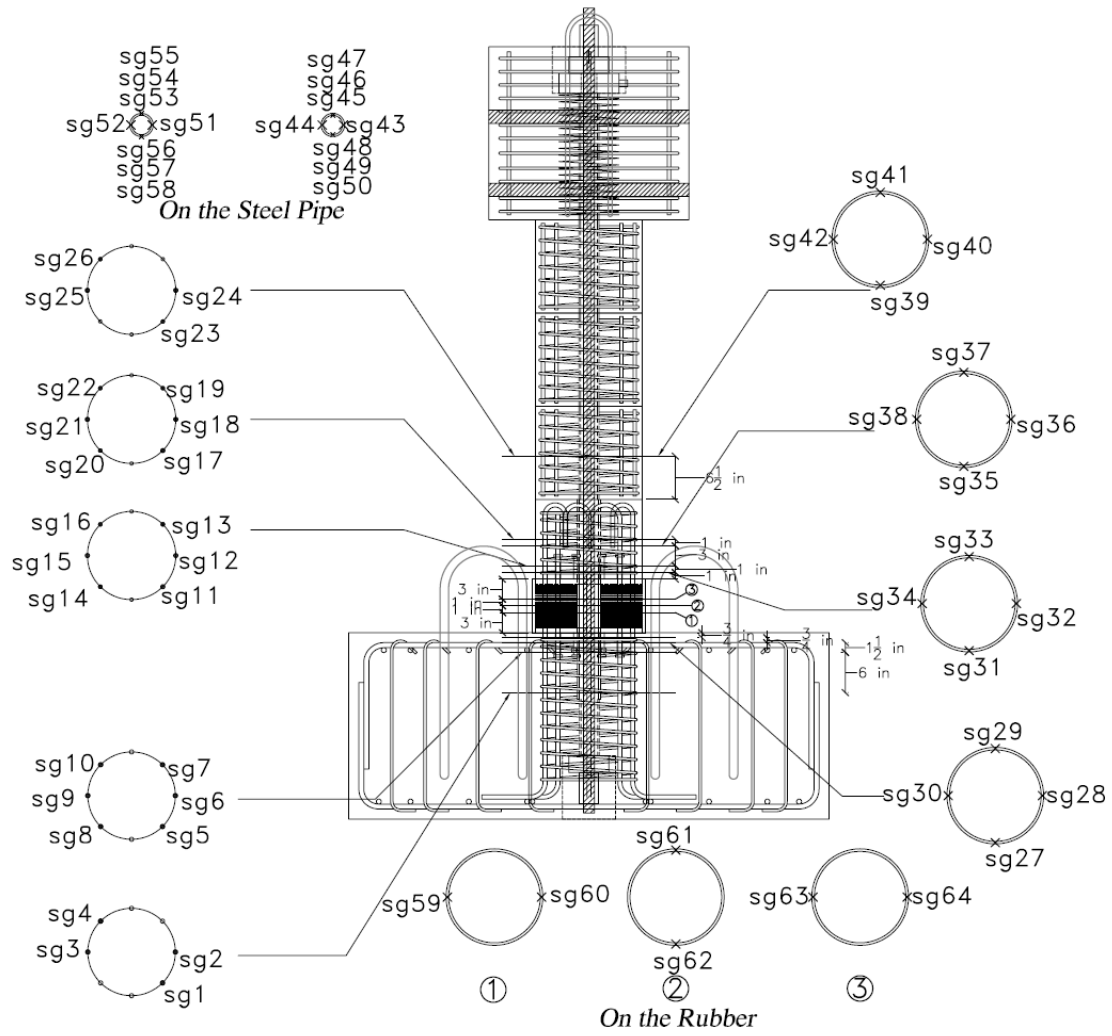 sg55
sg54
sg53
sg52
sg51
sg56
sg57
sg58
sg47
sg46
sg45
sg44
sg43
sg48
sg49
sg50
On the Steel Pipe
sg41
sg42
sg40
sg39
sg26
sg25
sg24
sg23
sg37
sg38
sg36
sg35
sg22
sg19
sg21
sg18
sg20
sg17
6 1/2 in
1 in
3 in
1 in
1 in
sg16
sg13
sg15
sg12
sg14
sg11
3 in
1 in
1 in
3 in
③
②
①
sg33
sg34
sg32
sg31
3/4
3/4
1 1/2 in
6 in
sg10
sg7
sg9
sg6
sg8
sg5
sg29
sg30
sg28
sg27
sg4
sg3
sg2
sg1
sg59
sg60
sg61
sg62
sg63
sg64
①
②
③
On the Rubber